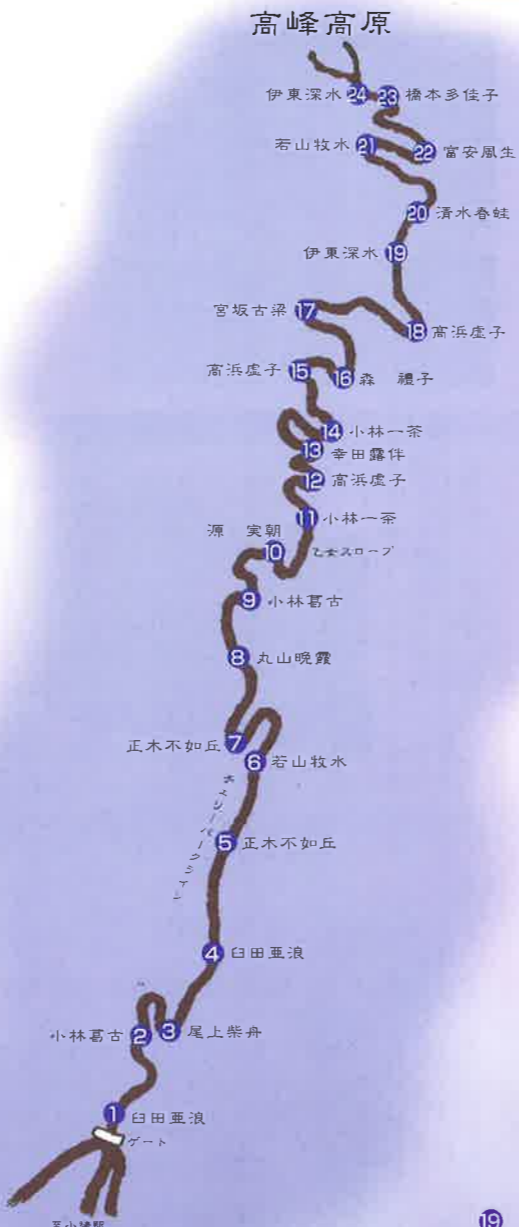 高峰高原
伊東深水 24 23 橋本多佳子
若山牧水 21 22 富安風生
20 清水春蛙
伊東深水 19
宮坂古梁 17 18 高浜虚子
高浜虚子 15 16 森 禮子
14 小林一茶
13 幸田露伴
12 高浜虚子
11 小林一茶
源 実朝 10 乙女スロープ
9 小林葛古
8 丸山晩霞
正木不如丘 7
6 若山牧水
チェリーパークライン
5 正木不如丘
4 臼田亜浪
小林葛古 2 3 尾上柴舟
1 臼田亜浪
ゲート
至小諸駅
19